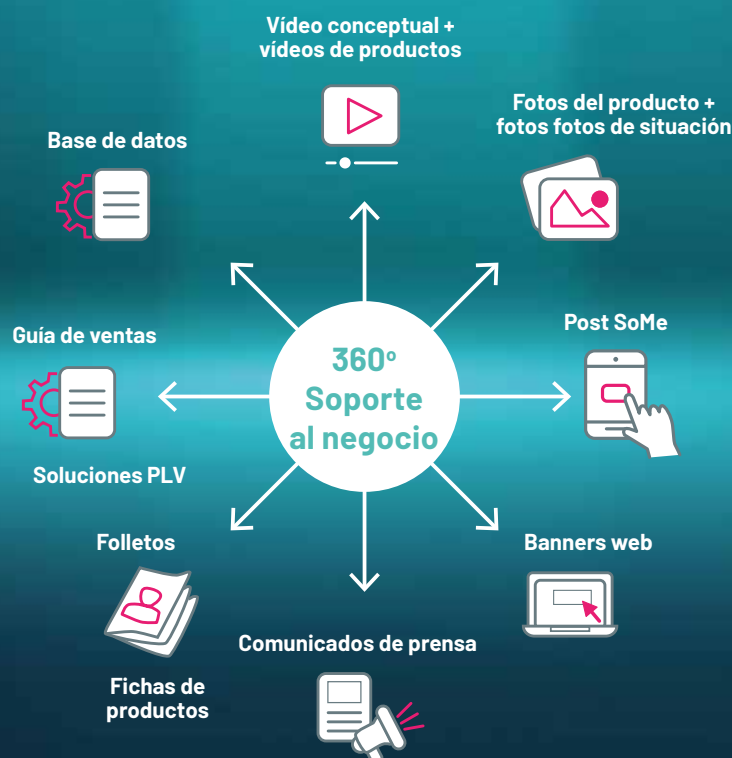 Vídeo conceptual +
vídeos de productos
Fotos del producto +
fotos fotos de situación
Base de datos
Guía de ventas
Post SoMe
360º
Soporte
al negocio
Soluciones PLV
Folletos
Banners web
Comunicados de prensa
Fichas de
productos